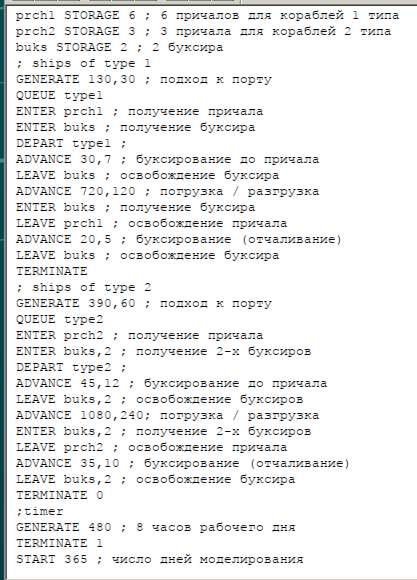 prch1 STORAGE 6 ; 6 причалов для кораблей 1 типа
prch2 STORAGE 3 ; 3 причала для кораблей 2 типа
buks STORAGE 2 ; 2 буксира
; ships of type 1
GENERATE 130,30 ; подход к порту
QUEUE type1
ENTER prch1 ; получение причала
ENTER buks ; получение буксира
DEPART type1 ;
ADVANCE 30,7 ; буксирование до причала
LEAVE buks ; освобождение буксира
ADVANCE 720,120 ; погрузка / разгрузка
ENTER buks ; получение буксира
LEAVE prch1 ; освобождение причала
ADVANCE 20,5 ; буксирование (отчаливание)
LEAVE buks ; освобождение буксира
TERMINATE
; ships of type 2
GENERATE 390,60 ; подход к порту
QUEUE type2
ENTER prch2 ; получение причала
ENTER buks,2 ; получение 2-х буксиров
DEPART type2 ;
ADVANCE 45,12 ; буксирование до причала
LEAVE buks,2 ; освобождение буксиров
ADVANCE 1080,240; погрузка / разгрузка
ENTER buks,2 ; получение 2-х буксиров
LEAVE prch2 ; освобождение причала
ADVANCE 35,10 ; буксирование (отчаливание)
LEAVE buks,2 ; освобождение буксира
TERMINATE 0
;timer
GENERATE 480 ; 8 часов рабочего дня
TERMINATE 1
START 365 ; число дней моделирования